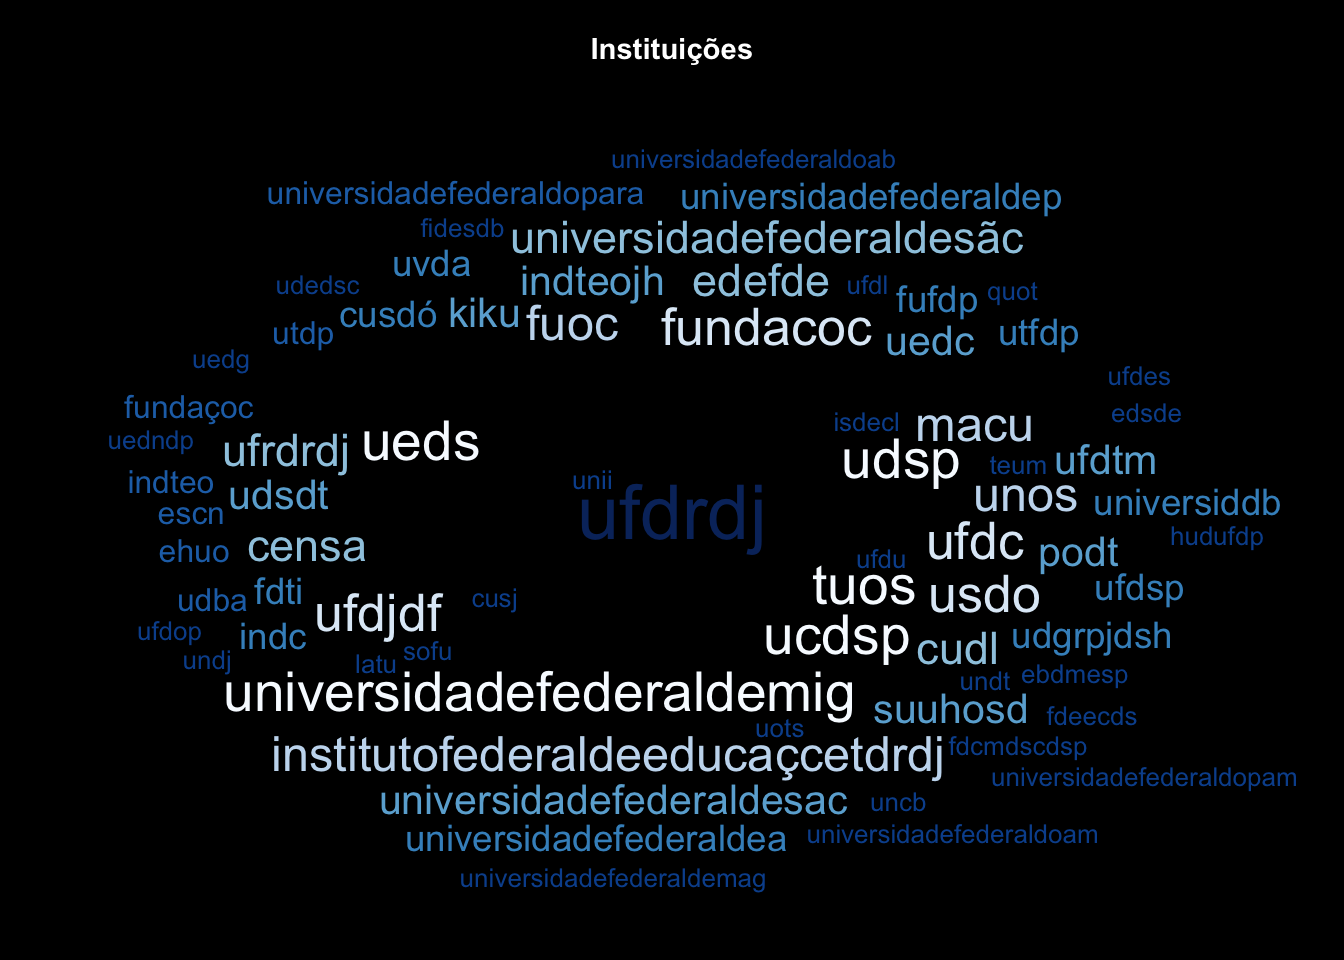 Instituições
universidadefederaldoab
universidadefederaldopara universidadefederaldep
fidesdb universidadefederaldesãc
uvda indteojh edefde ufdl quot
udedsc cusdó kiku fuoc fundacoc fufdp
utdp uedc utfdp
uedg
ufdes
fundaçoc isdecl macu edsde
uedndp ufrdrdj ueds udsp teum ufdtm
indteo udsdt unii unos universiddb
escn ufdrdj
ehuo censa ufdc podt hudufdp
ufdu
udba fdti cusj tuos usdo ufdsp
ufdop indc ufdjdf ucdsp cudl udgrpjdsh
undj latu sofu undt ebdmesp
universidadefederaldemig suuhosd fdeecds
uots
institutofederaldeeducaçcetdrdj fdcmdscdsp
universidadefederaldopam
universidadefederaldesac uncb
universidadefederaldea universidadefederaldoam
universidadefederaldemag